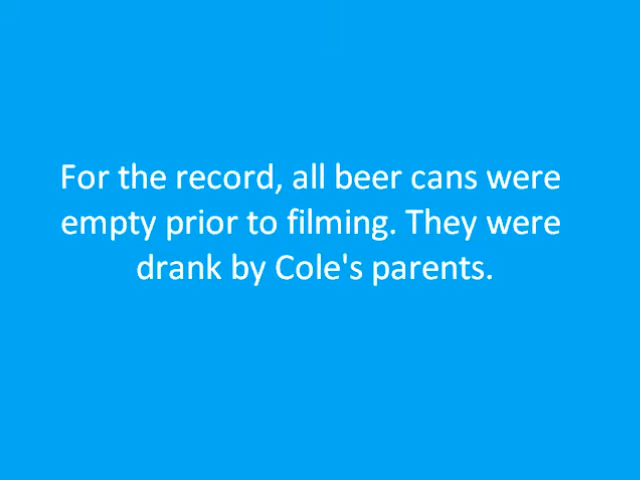 For the record, all beer cans were
empty prior to filming. They were
drank by Cole's parents.